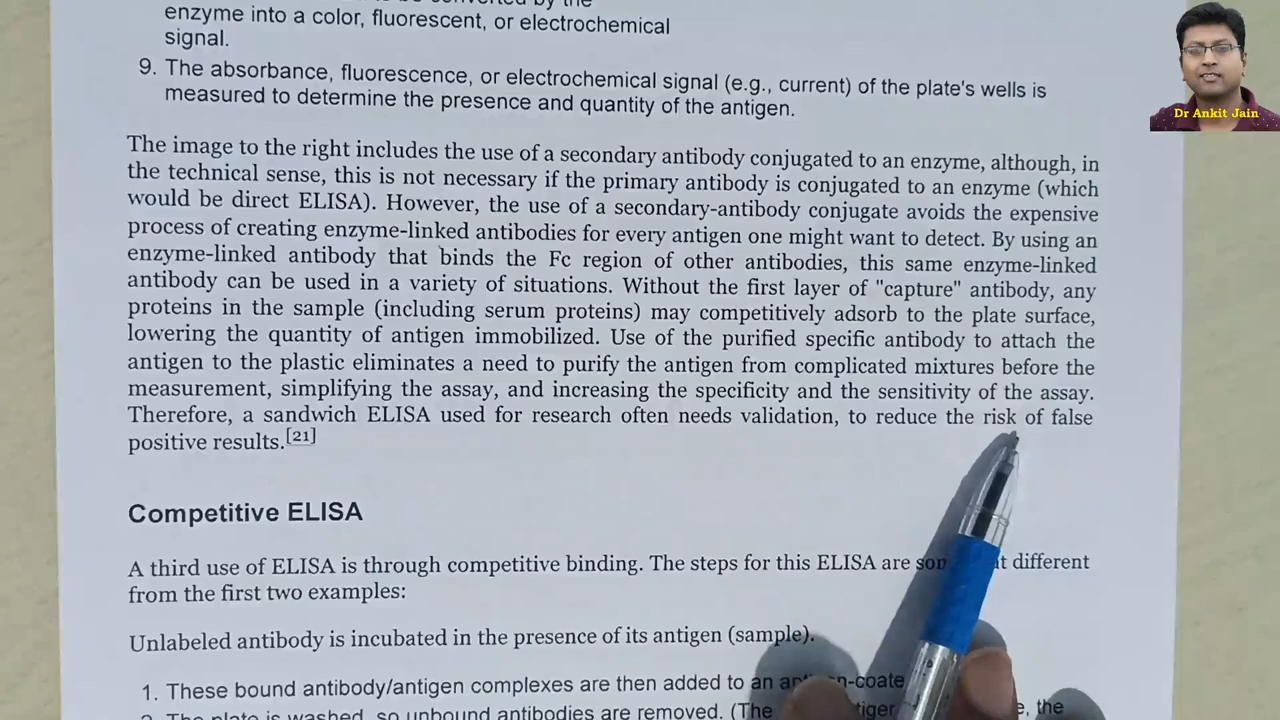 enzyme into a color, fluorescent, or electrochemical
signal.
9. The absorbance, fluorescence, or electrochemical signal (e.g., current) of the plate's wells is
measured to determine the presence and quantity of the antigen.
The image to the right includes the use of a secondary antibody conjugated to an enzyme, although, in
the technical sense, this is not necessary if the primary antibody is conjugated to an enzyme (which
would be direct ELISA). However, the use of a secondary-antibody conjugate avoids the expensive
process of creating enzyme-linked antibodies for every antigen one might want to detect. By using an
enzyme-linked antibody that binds the Fc region of other antibodies, this same enzyme-linked
antibody can be used in a variety of situations. Without the first layer of "capture" antibody, any
proteins in the sample (including serum proteins) may competitively adsorb to the plate surface,
lowering the quantity of antigen immobilized. Use of the purified specific antibody to attach the
antigen to the plastic eliminates a need to purify the antigen from complicated mixtures before the
measurement, simplifying the assay, and increasing the specificity and the sensitivity of the assay.
Therefore, a sandwich ELISA used for research often needs validation, to reduce the risk of false
positive results.[21]
Competitive ELISA
A third use of ELISA is through competitive binding. The steps for this ELISA are different
from the first two examples:
Unlabeled antibody is incubated in the presence of its antigen (sample).
1. These bound antibody/antigen complexes are then added to an
2. The plate is washed, so unbound antibodies are removed. (The the
Dr Ankit Jain